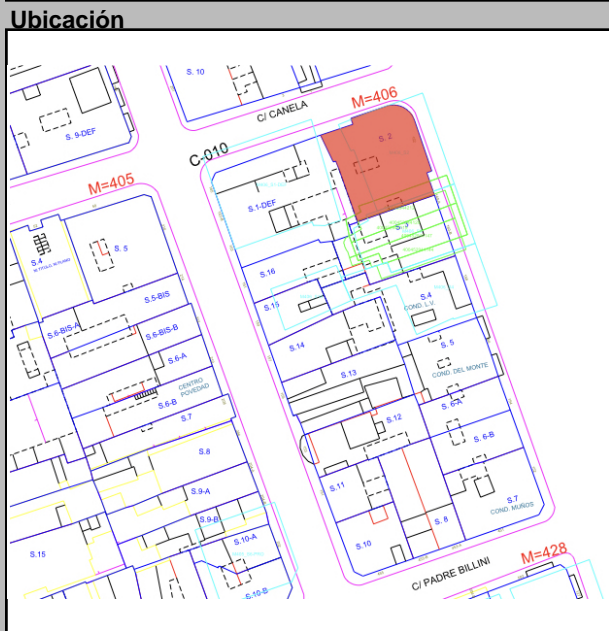 Ubicación
S. 10
C/ CANELA
M=406
S. 2
S. 9-DEF
C-010
M=405
S.1-DEF
S. 3
S.4
S. 5
S.16
S.4
S.5-BIS
S.15
COND. L.V.
S.6-BIS-A
S.6-BIS-B
S.14
S. 5
S.6-A
S.13
COND. DEL MONTE
CENTRO
POVEDAD
S.6-B
S. 6-A
S.7
S.12
S. 6-B
S.8
S.11
S.9-A
S.7
COND. MUÑOS
S.9-B
S. 8
S.10-A
S.10
S.15
C/ PADRE BILLINI
M=428
S.10-B